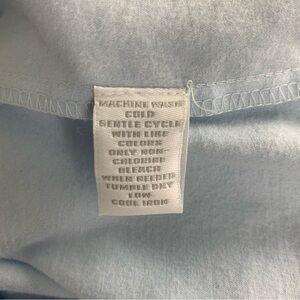 MACHINE WASH
COLD
GENTLE CYCLE
WITH LIKE
COLORS
ONLY NON-
CHLORINE
BLEACH
WHEN NEEDED
TUMBLE DRY
LOW
COOL IRON